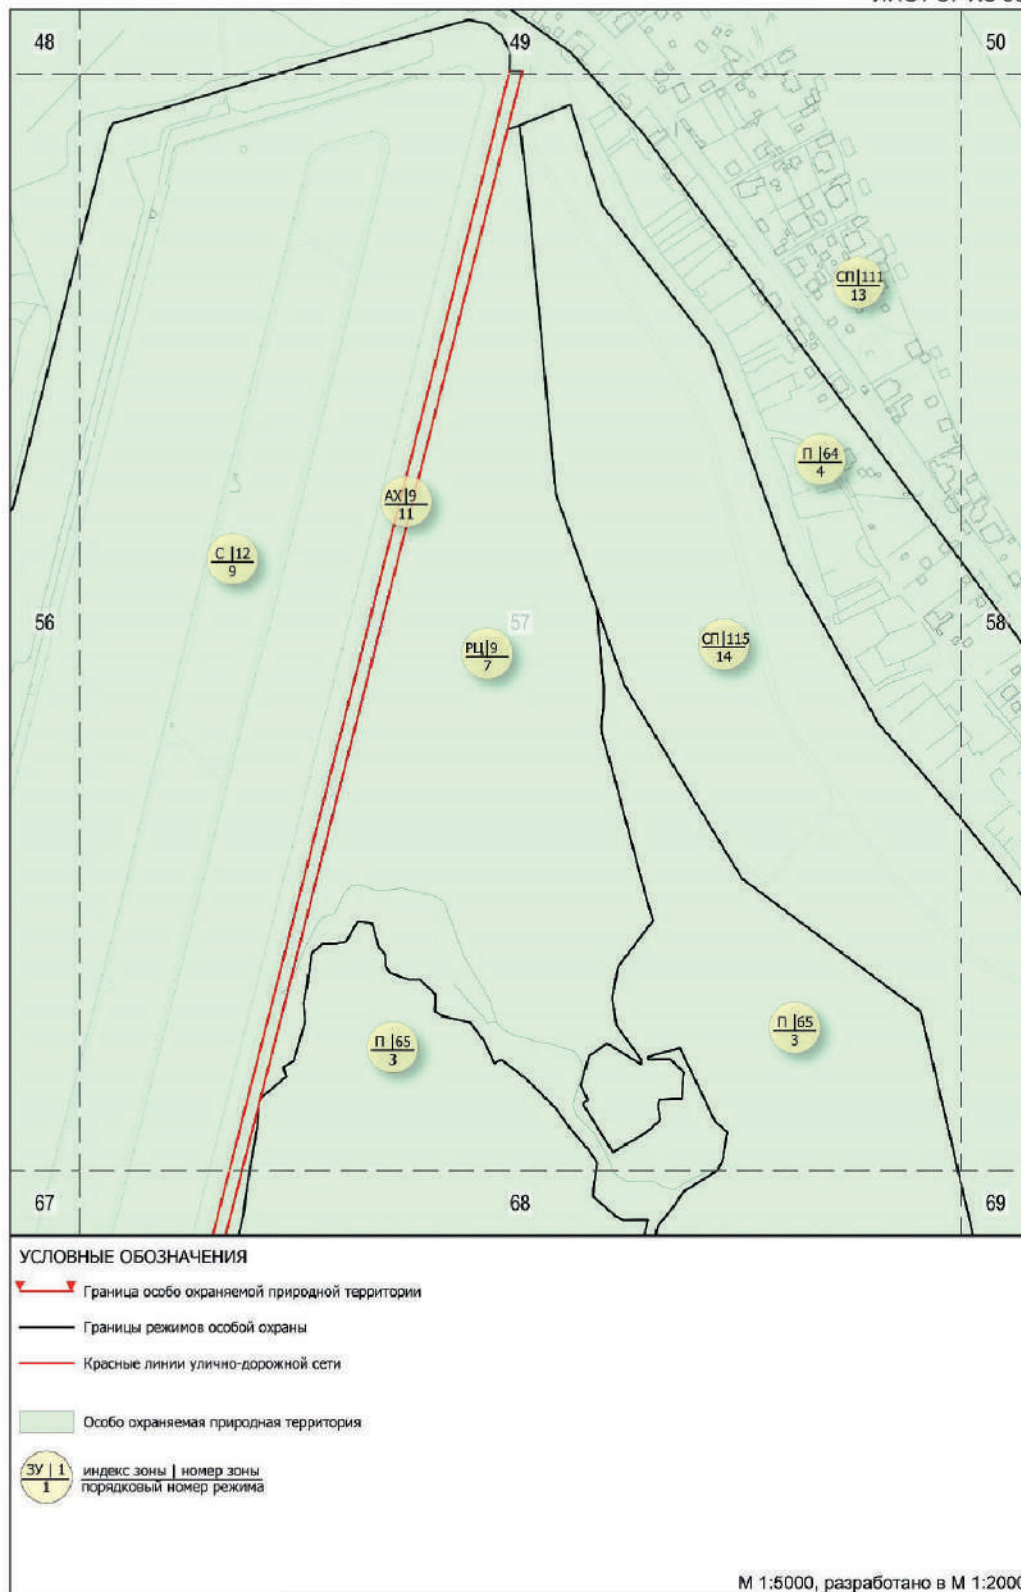 48
49
50
СП|111
13
П |64
4
АХ|9
11
С |12
9
56
57
58
РЦ|9
7
СП|115
14
П |65
3
П |65
3
67
68
69
УСЛОВНЫЕ ОБОЗНАЧЕНИЯ
Граница особо охраняемой природной территории
Границы режимов особой охраны
Красные линии улично-дорожной сети
Особо охраняемая природная территория
ЗУ | 1
1
индекс зоны | номер зоны
порядковый номер режима
М 1:5000, разработано в М 1:2000